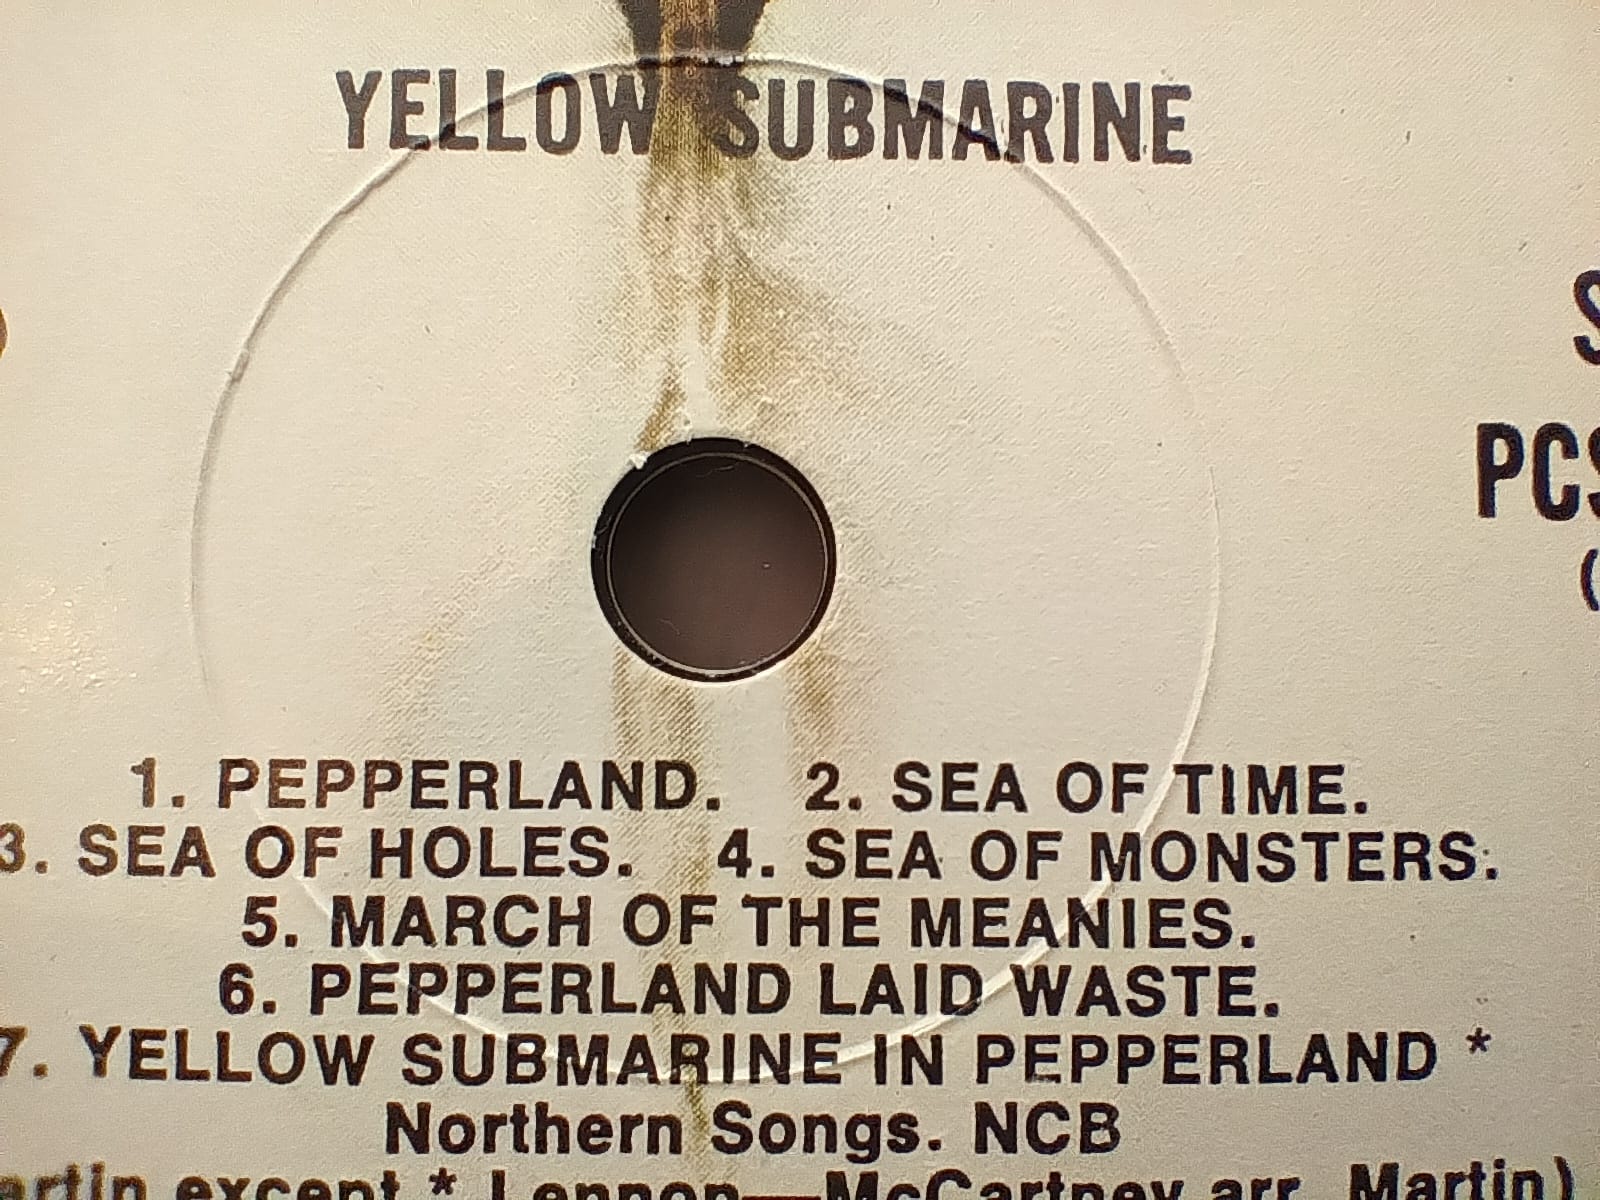 YELLOW SUBMARINE
PCS
1. PEPPERLAND. 2. SEA OF TIME.
3. SEA OF HOLES. 4. SEA OF MONSTERS.
5. MARCH OF THE MEANIES.
6. PEPPERLAND LAID WASTE.
7. YELLOW SUBMARINE IN PEPPERLAND *
Northern Songs. NCB
artin except * Lennon—McCartney arr. Martin)